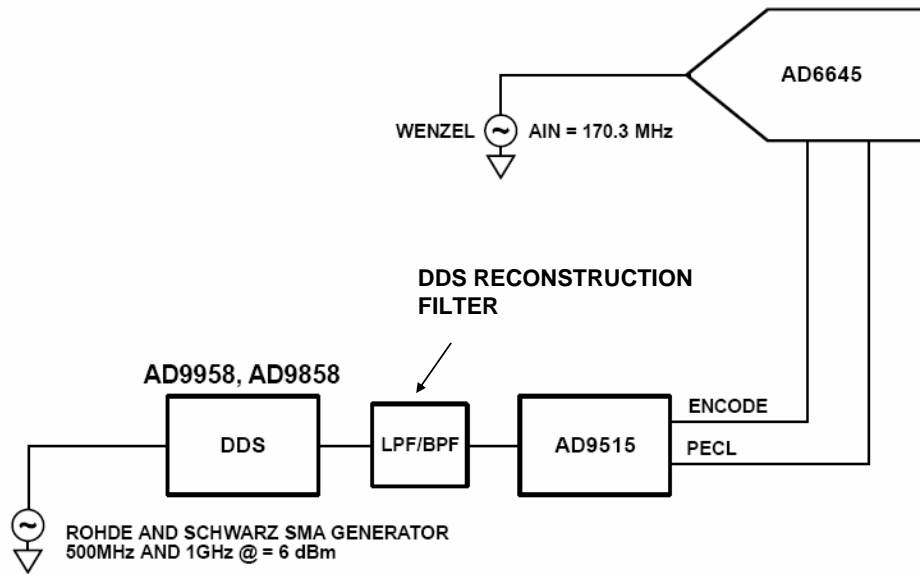 AD6645
WENZEL
AIN = 170.3 MHz
DDS RECONSTRUCTION
FILTER
AD9958, AD9858
DDS
LPF/BPF
AD9515
ENCODE
PECL
ROHDE AND SCHWARZ SMA GENERATOR
500MHz AND 1GHz @ = 6 dBm